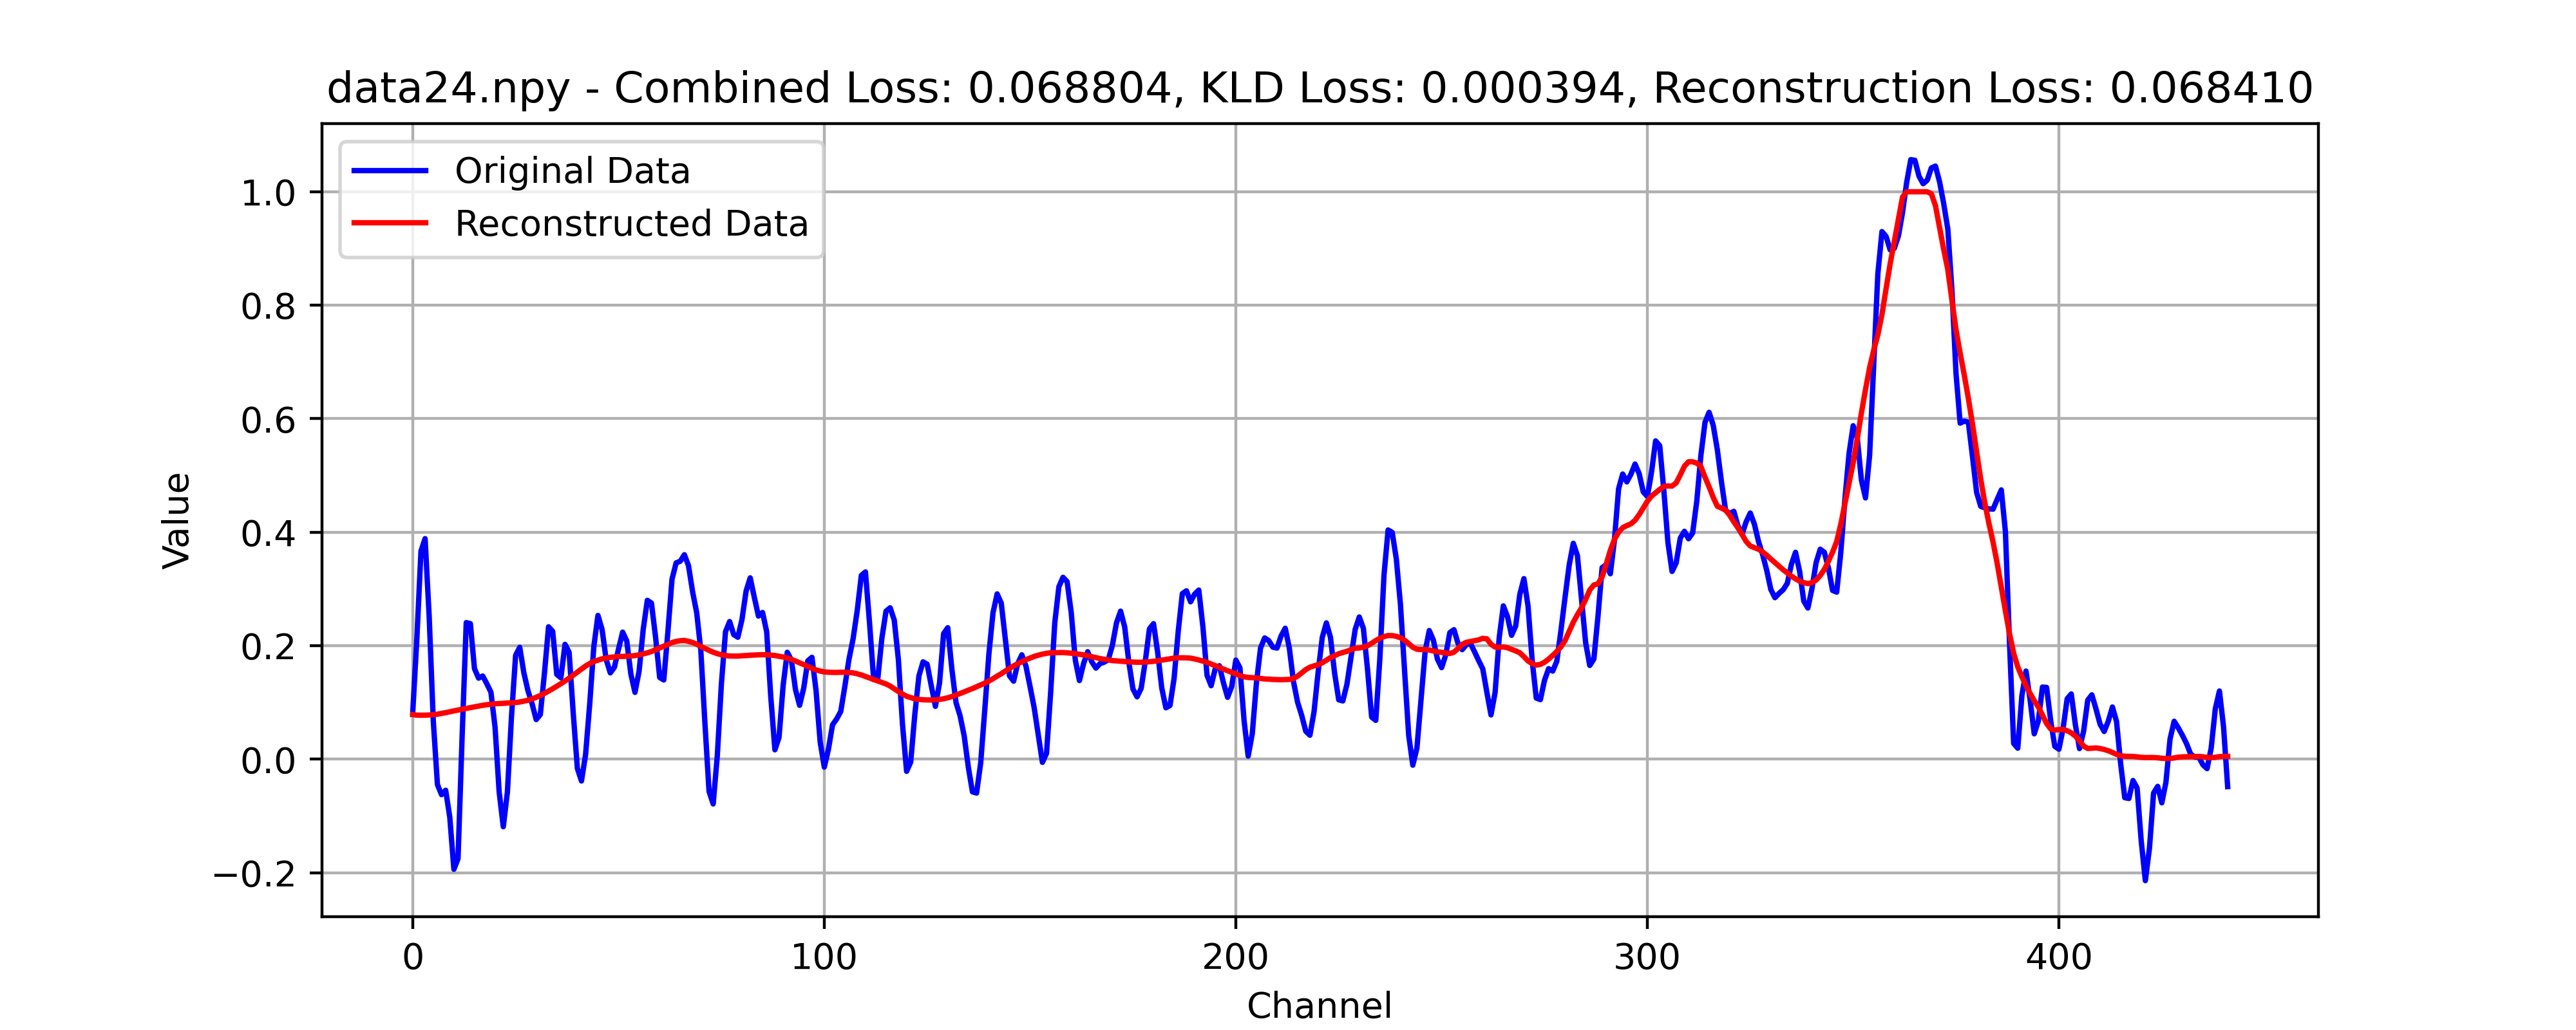 data24.npy - Combined Loss: 0.068804, KLD Loss: 0.000394, Reconstruction Loss: 0.068410
Original Data
Reconstructed Data
1.0
0.8
0.6
0.4
0.2
0.0
−0.2
Value
0 100 200 300 400
Channel